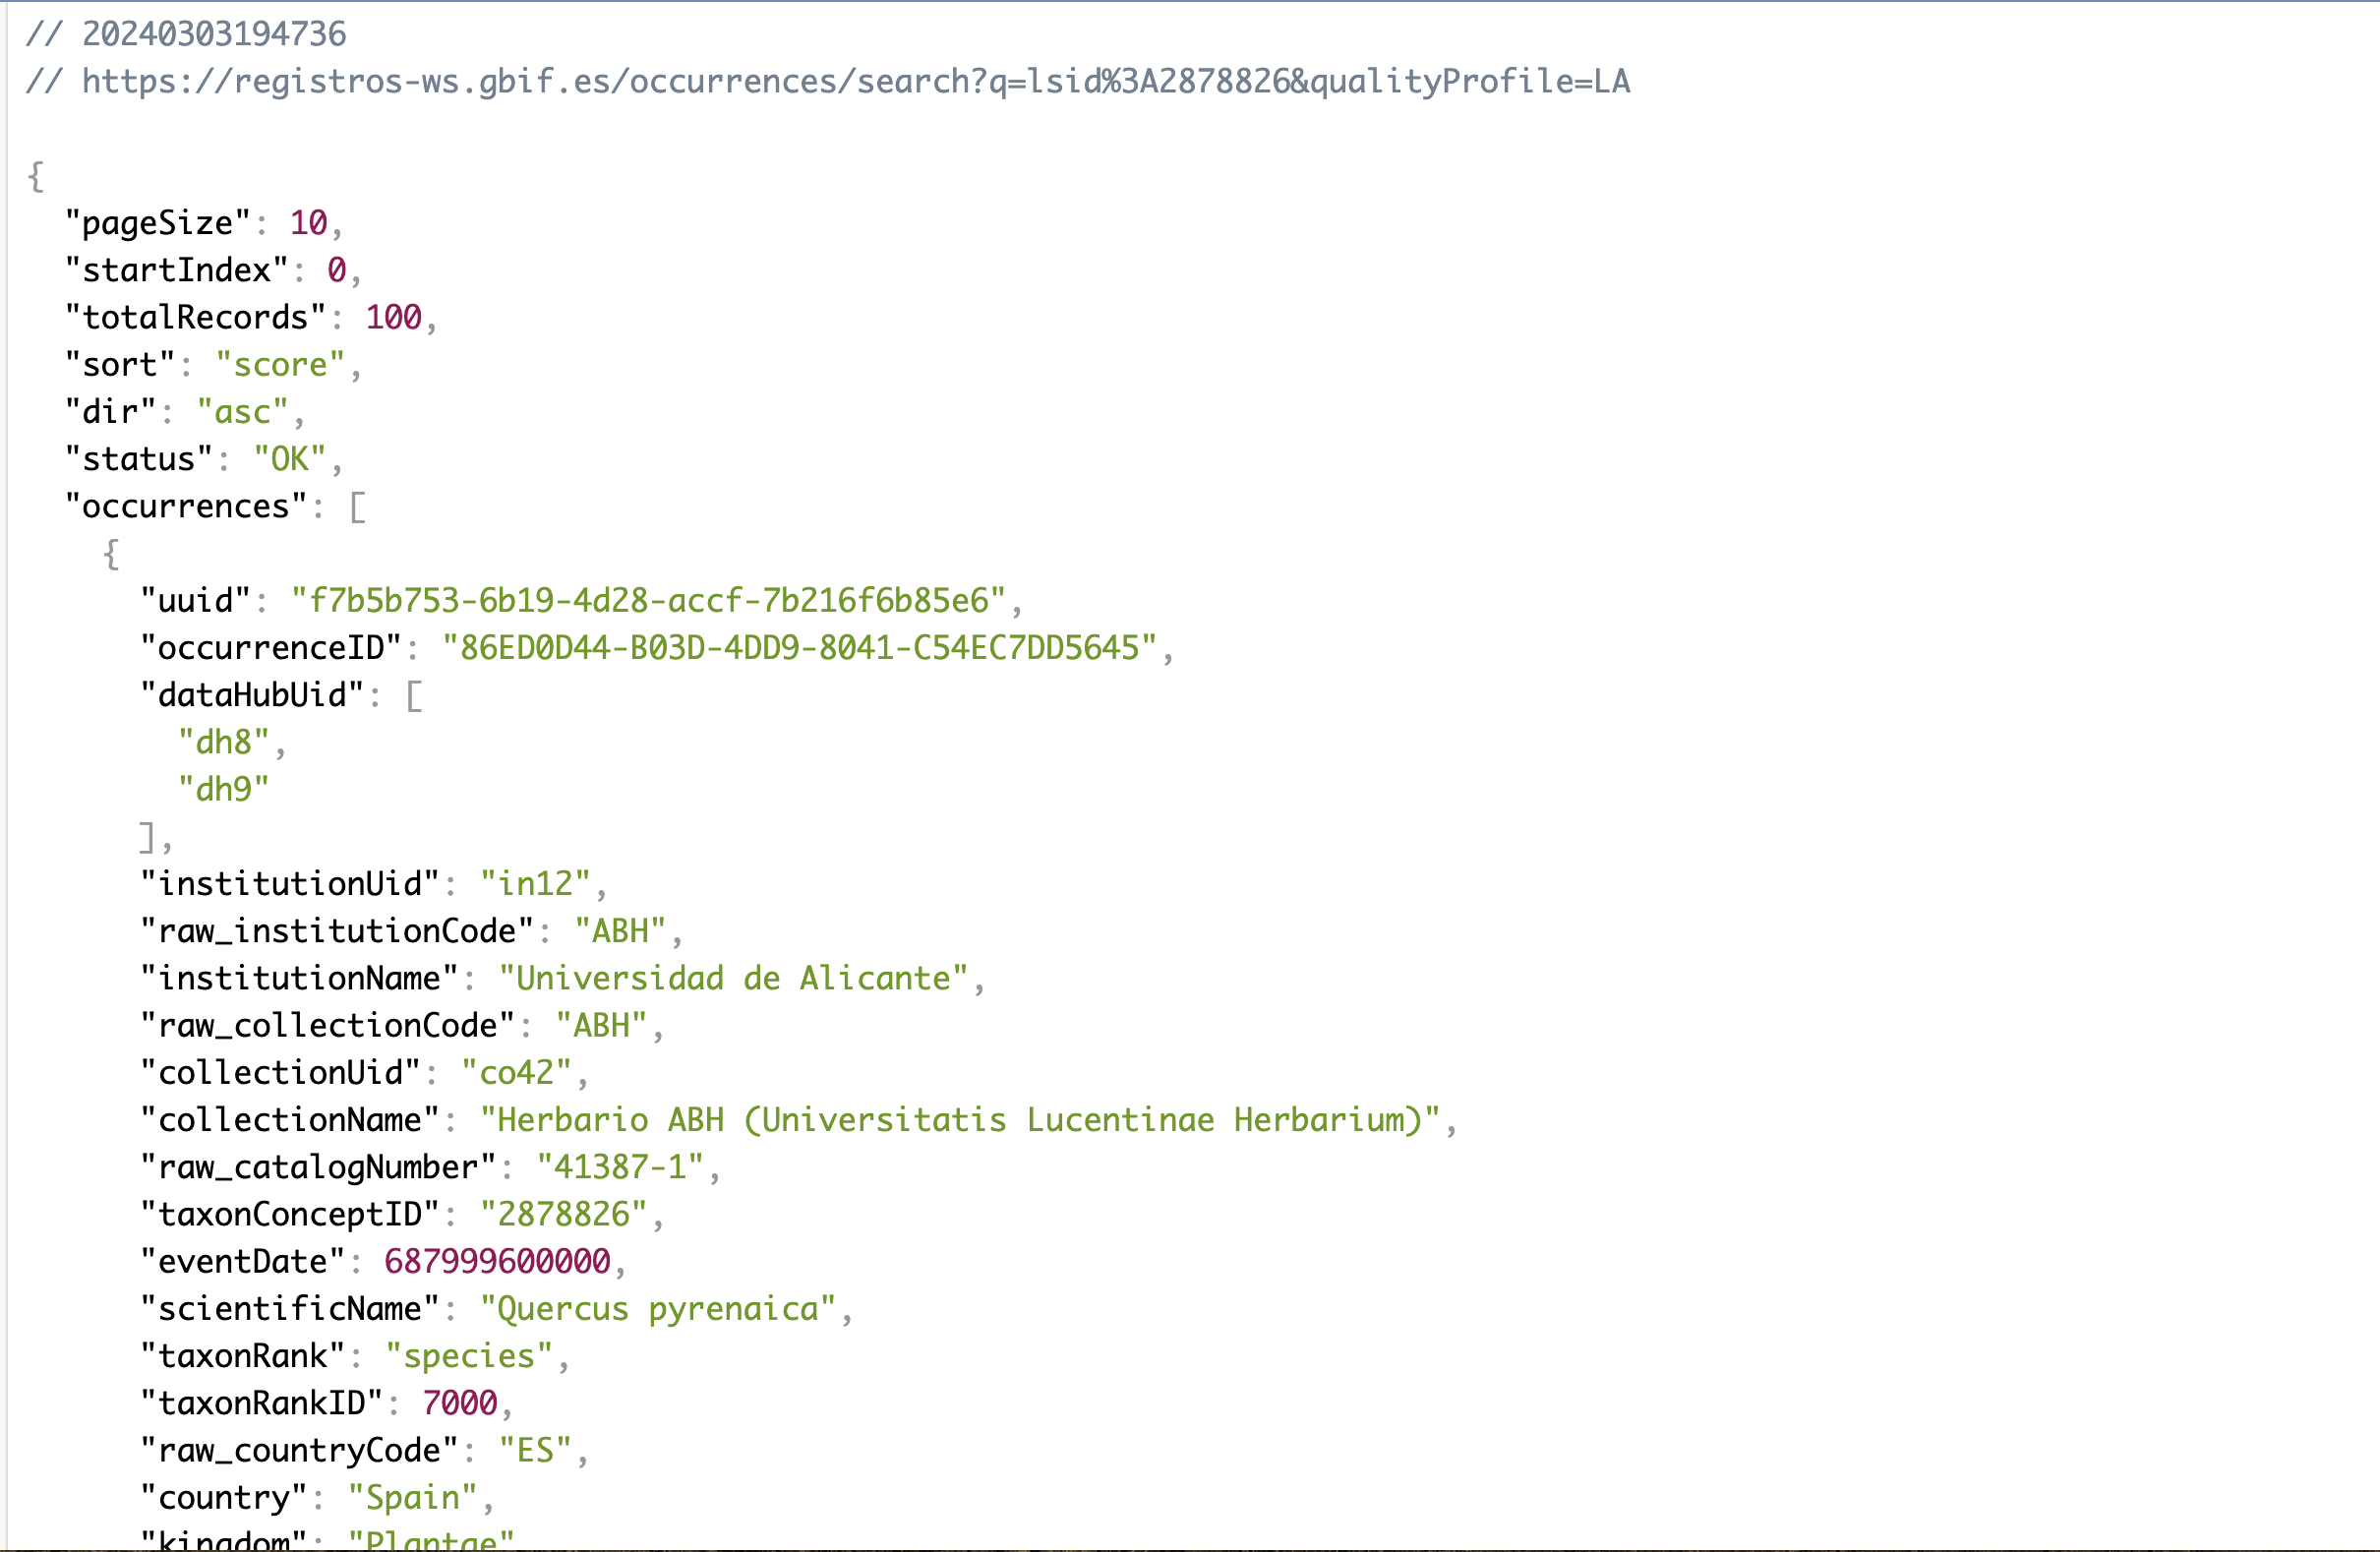 // 20240303194736
// https://registros-ws.gbif.es/occurrences/search?q=lsid%3A2878826&qualityProfile=LA
{
"pageSize": 10,
"startIndex": 0,
"totalRecords": 100,
"sort": "score",
"dir": "asc",
"status": "OK",
"occurrences": [
{
"uuid": "f7b5b753-6b19-4d28-accf-7b216f6b85e6",
"occurrenceID": "86ED0D44-B03D-4DD9-8041-C54EC7DD5645",
"dataHubUid": [
"dh8",
"dh9"
],
"institutionUid": "in12",
"raw_institutionCode": "ABH",
"institutionName": "Universidad de Alicante",
"raw_collectionCode": "ABH",
"collectionUid": "co42",
"collectionName": "Herbario ABH (Universitatis Lucentinae Herbarium)",
"raw_catalogNumber": "41387-1",
"taxonConceptID": "2878826",
"eventDate": 687999600000,
"scientificName": "Quercus pyrenaica",
"taxonRank": "species",
"taxonRankID": 7000,
"raw_countryCode": "ES",
"country": "Spain",
"kingdom": "Plantae"